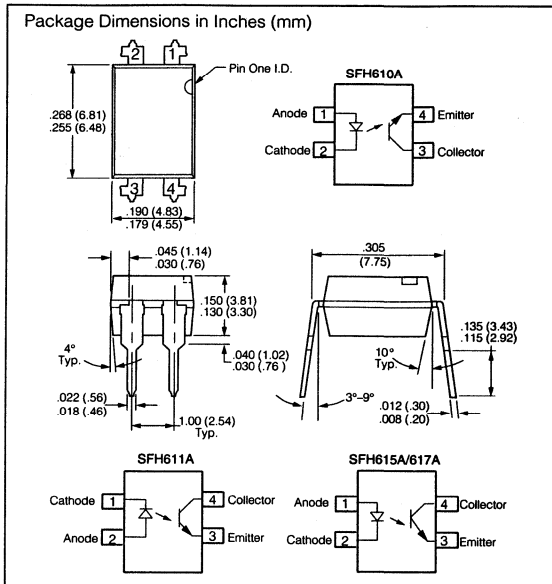 Package Dimensions in Inches (mm)
2 1
Pin One I.D.
.268 (6.81)
.255 (6.48)
3 4
.190 (4.83)
.179 (4.55)
SFH610A
Anode 1 4 Emitter
Cathode 2 3 Collector
.045 (1.14)
.030 (.76)
.150 (3.81)
.130 (3.30)
4°
Typ.
.040 (1.02)
.030 (.76 )
.022 (.56)
.018 (.46)
1.00 (2.54)
Typ.
.305
(7.75)
.135 (3.43)
.115 (2.92)
10°
Typ.
3°-9°
.012 (.30)
.008 (.20)
SFH611A
Cathode 1 4 Collector
Anode 2 3 Emitter
SFH615A/617A
Anode 1 4 Collector
Cathode 2 3 Emitter